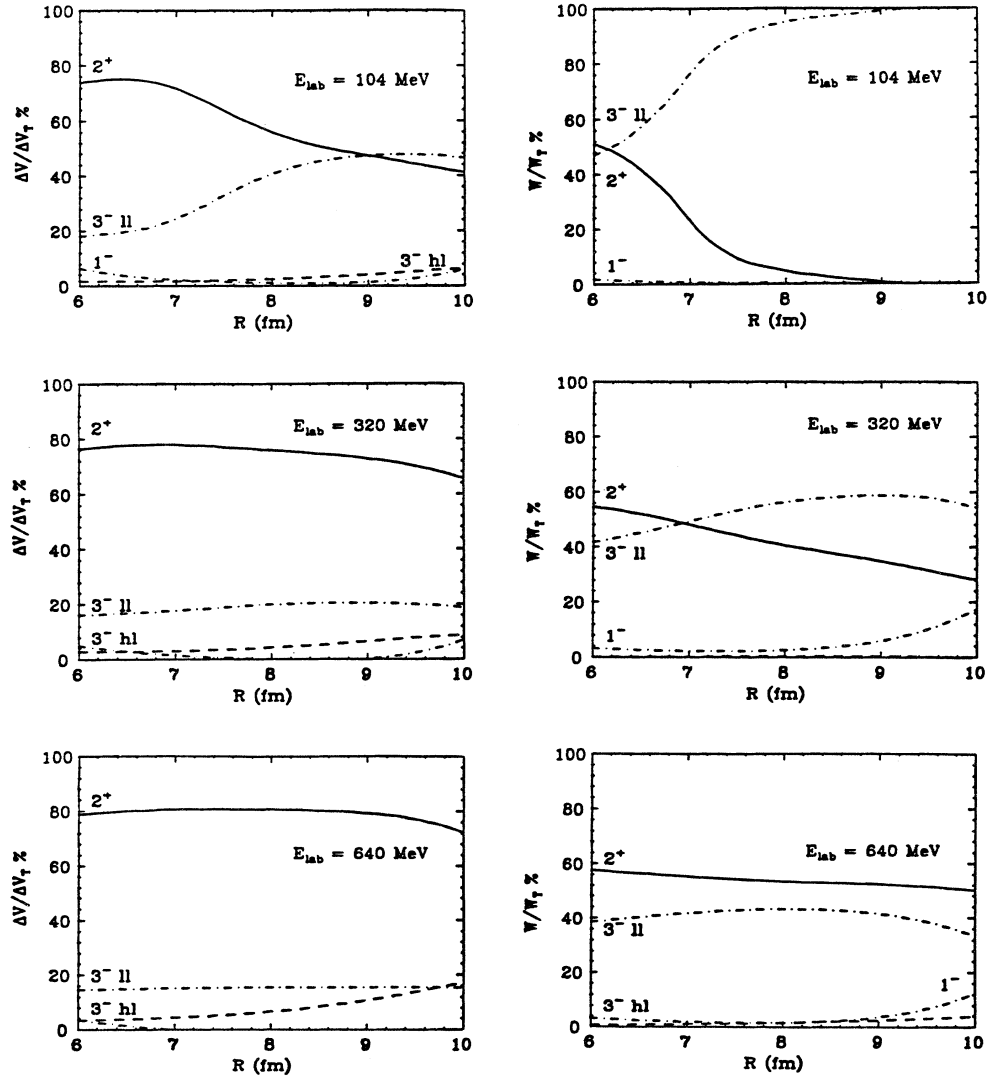 100
80
60
40
20
0
ΔV/ΔV_T %
2⁺
E_lab = 104 MeV
3⁻ ll
1⁻
3⁻ hl
6 7 8 9 10
R (fm)
100
80
60
40
20
0
W/W_T %
E_lab = 104 MeV
3⁻ ll
2⁺
1⁻
6 7 8 9 10
R (fm)
100
80
60
40
20
0
ΔV/ΔV_T %
2⁺
E_lab = 320 MeV
3⁻ ll
3⁻ hl
6 7 8 9 10
R (fm)
100
80
60
40
20
0
W/W_T %
E_lab = 320 MeV
2⁺
3⁻ ll
1⁻
6 7 8 9 10
R (fm)
100
80
60
40
20
0
ΔV/ΔV_T %
2⁺
E_lab = 640 MeV
3⁻ ll
3⁻ hl
6 7 8 9 10
R (fm)
100
80
60
40
20
0
W/W_T %
2⁺
E_lab = 640 MeV
3⁻ ll
1⁻
3⁻ hl
6 7 8 9 10
R (fm)